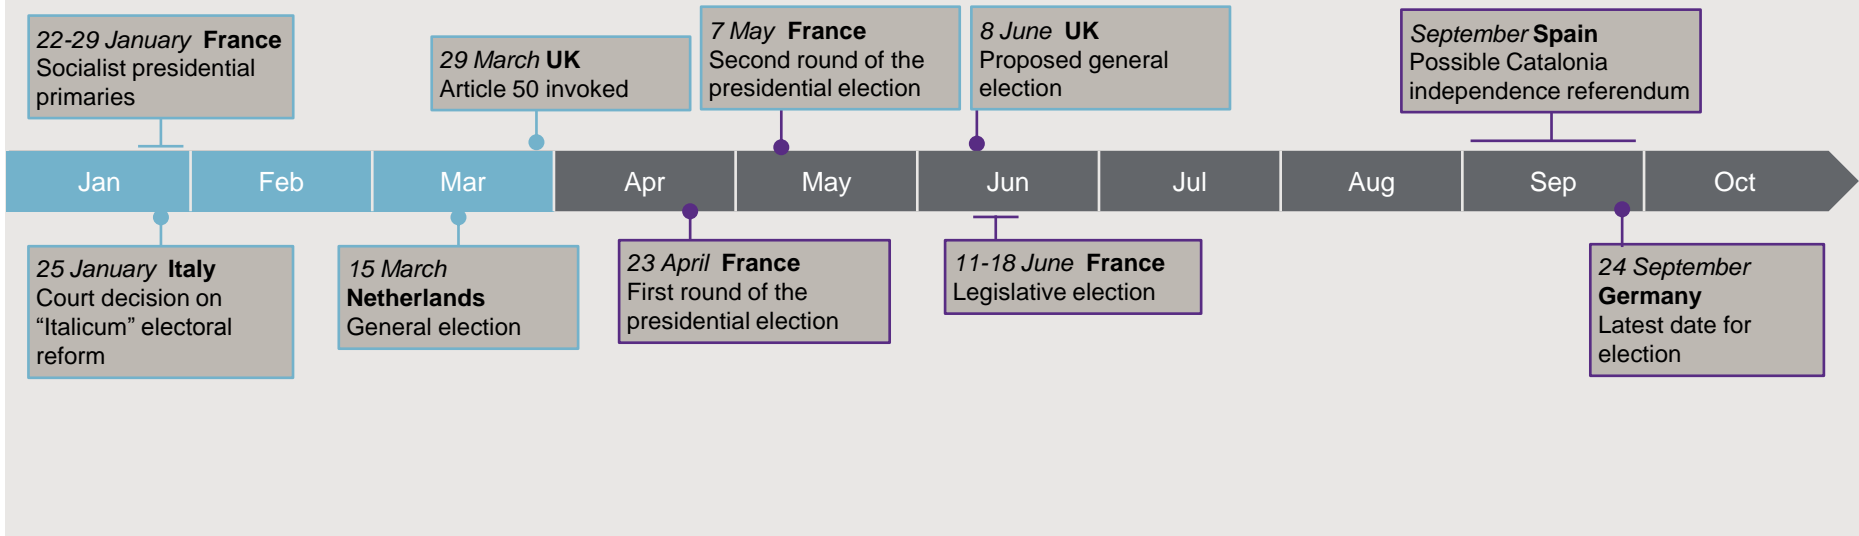 22-29 January France
Socialist presidential
primaries
29 March UK
Article 50 invoked
7 May France
Second round of the
presidential election
8 June UK
Proposed general
election
September Spain
Possible Catalonia
independence referendum
Jan
Feb
Mar
Apr
May
Jun
Jul
Aug
Sep
Oct
25 January Italy
Court decision on
“Italicum” electoral
reform
15 March
Netherlands
General election
23 April France
First round of the
presidential election
11-18 June France
Legislative election
24 September
Germany
Latest date for
election